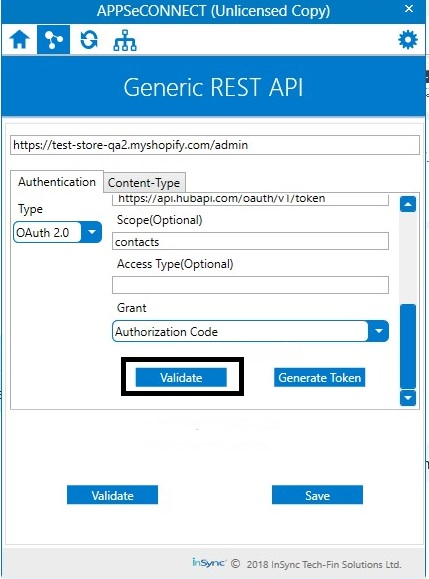 APPSeCONNECT (Unlicensed Copy)
Generic REST API
https://test-store-qa2.myshopify.com/admin
Authentication Content-Type
Type
OAuth 2.0
https://api.hubapi.com/oauth/v1/token
Scope(Optional)
contacts
Access Type(Optional)
Grant
Authorization Code
Validate Generate Token
Validate Save
inSync © 2018 InSync Tech-Fin Solutions Ltd.